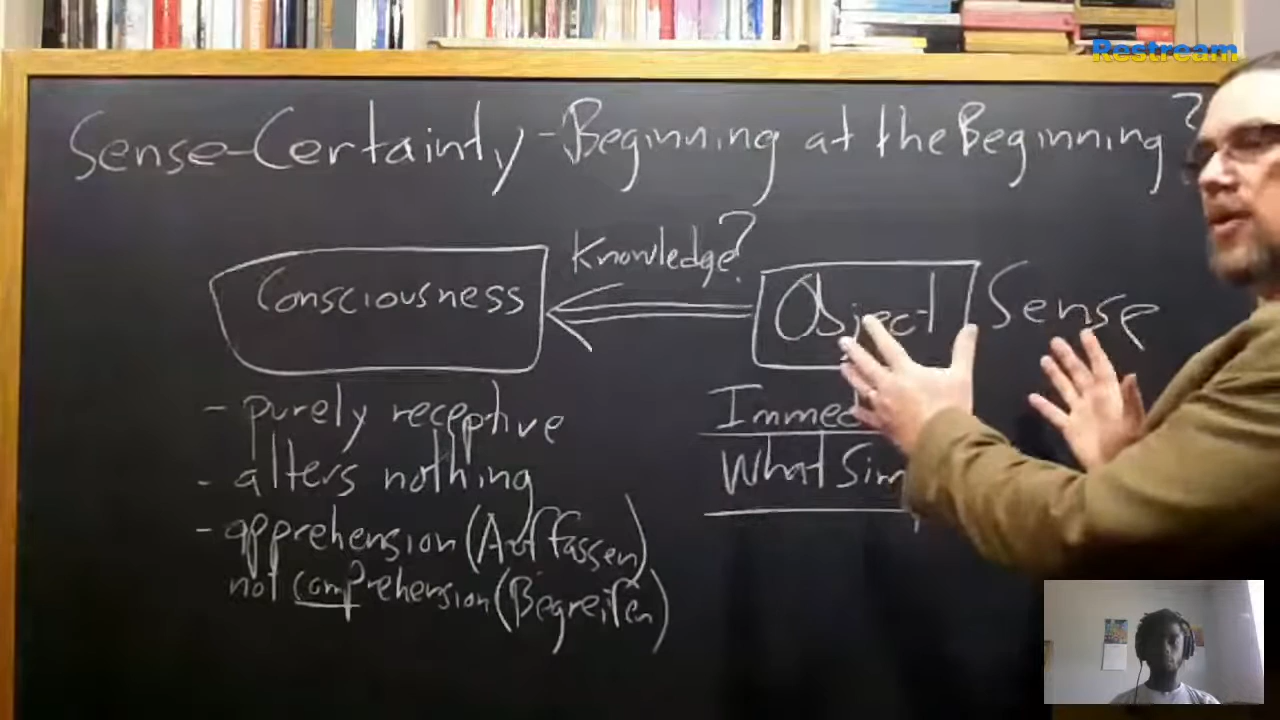 Restream
Sense-Certainty - Beginning at the Beginning?
Knowledge?
Consciousness
Object Sense
- purely receptive
- alters nothing
- apprehension (Auffassen)
not comprehension (Begreifen)
What